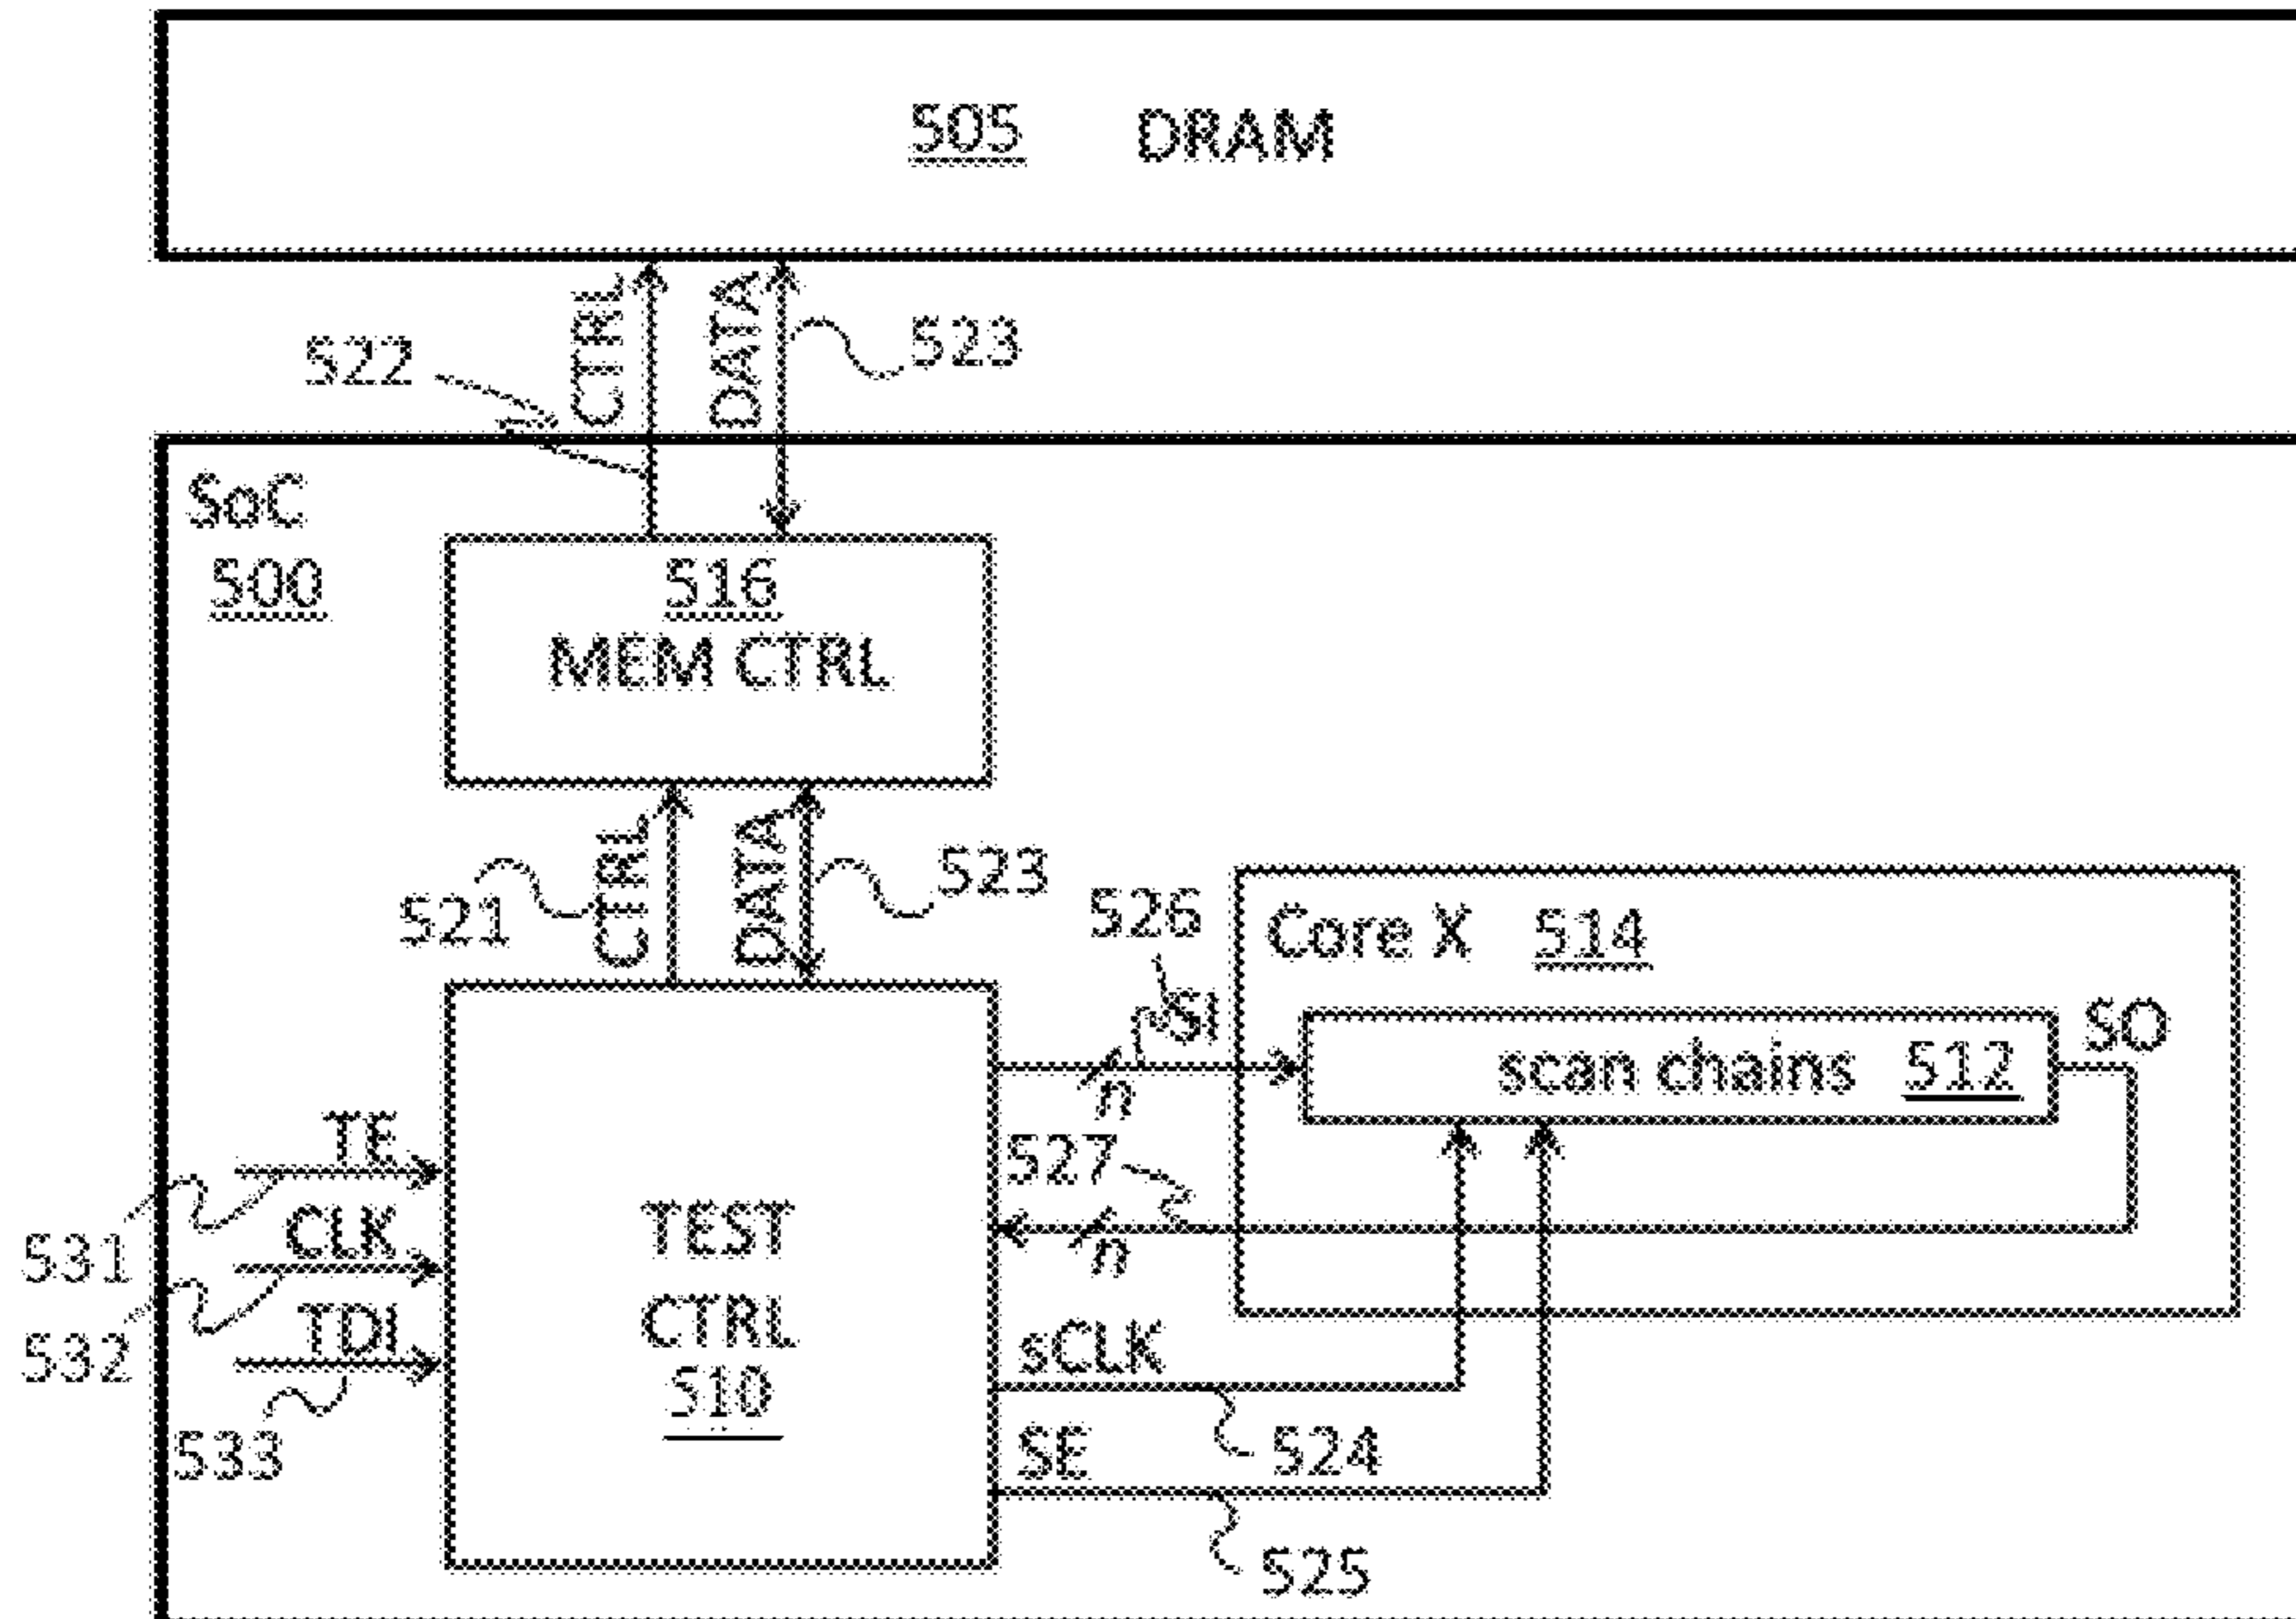 505 DRAM
CTRL
DATA
522
523
SoC
500
516
MEM CTRL
CTRL
DATA
521
523
526
Core X 514
SI
SO
scan chains 512
n
TE
527
531
CLK
n
TEST
CTRL
510
532
TDI
sCLK
533
SE
524
525